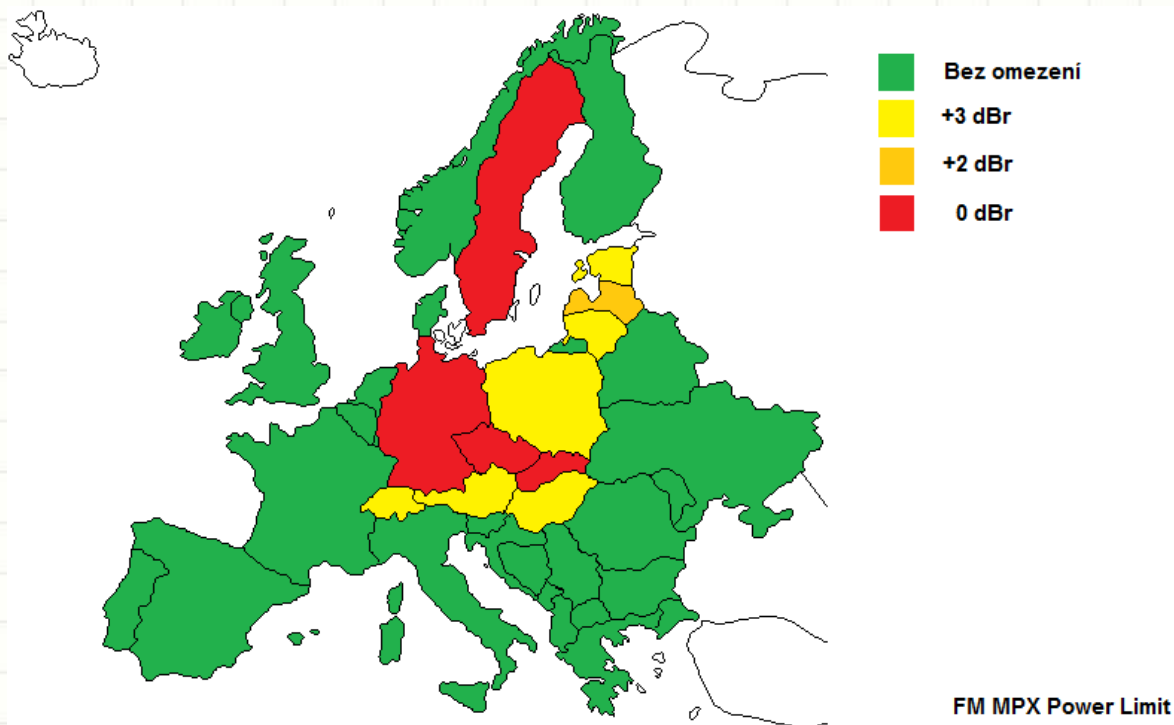 Bez omezení
+3 dBr
+2 dBr
0 dBr
FM MPX Power Limit